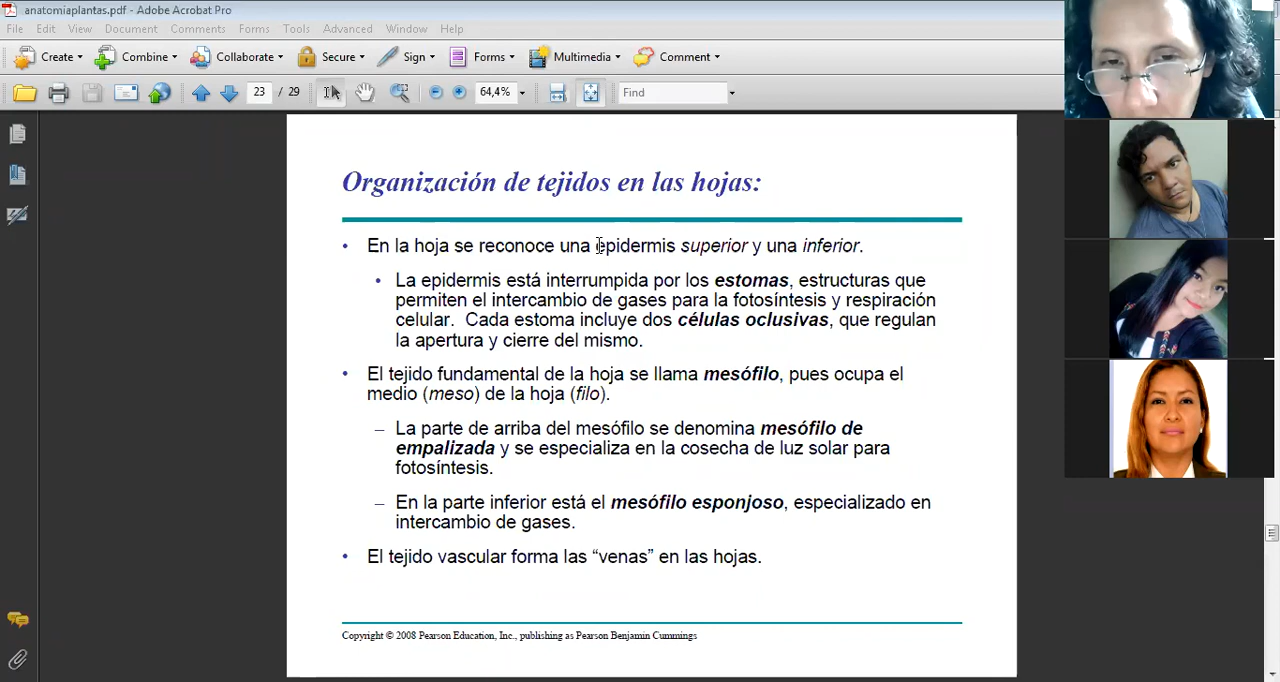 anatomiaplantas.pdf - Adobe Acrobat Pro
File Edit View Document Comments Forms Tools Advanced Window Help
Create Combine Collaborate Secure Sign Forms Multimedia Comment
23 / 29 64,4% Find
Organización de tejidos en las hojas:
• En la hoja se reconoce una epidermis superior y una inferior.
• La epidermis está interrumpida por los estomas, estructuras que
permiten el intercambio de gases para la fotosíntesis y respiración
celular. Cada estoma incluye dos células oclusivas, que regulan
la apertura y cierre del mismo.
• El tejido fundamental de la hoja se llama mesófilo, pues ocupa el
medio (meso) de la hoja (filo).
– La parte de arriba del mesófilo se denomina mesófilo de
empalizada y se especializa en la cosecha de luz solar para
fotosíntesis.
– En la parte inferior está el mesófilo esponjoso, especializado en
intercambio de gases.
• El tejido vascular forma las “venas” en las hojas.
Copyright © 2008 Pearson Education, Inc., publishing as Pearson Benjamin Cummings